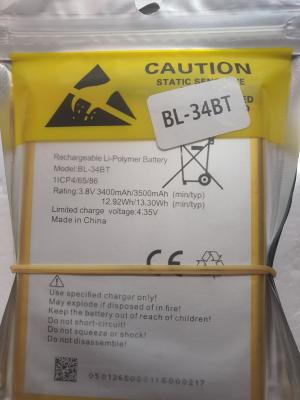 CAUTION
STATIC
BL-34BT
Rechargeable Li-Polymer Battery
Model:BL-34BT
1ICP4/65/86
Rating:3.8V 3400mAh/3500mAh (min/typ)
12.92Wh/13.30Wh (min/typ)
Limited charge voltage:4.35V
Made in China
CE
Use specified charger only!
May explode if disposed of in fire!
Keep the battery out of reach of children!
Do not short-circuit!
Do not squeeze or shock!
Do not disassemble!